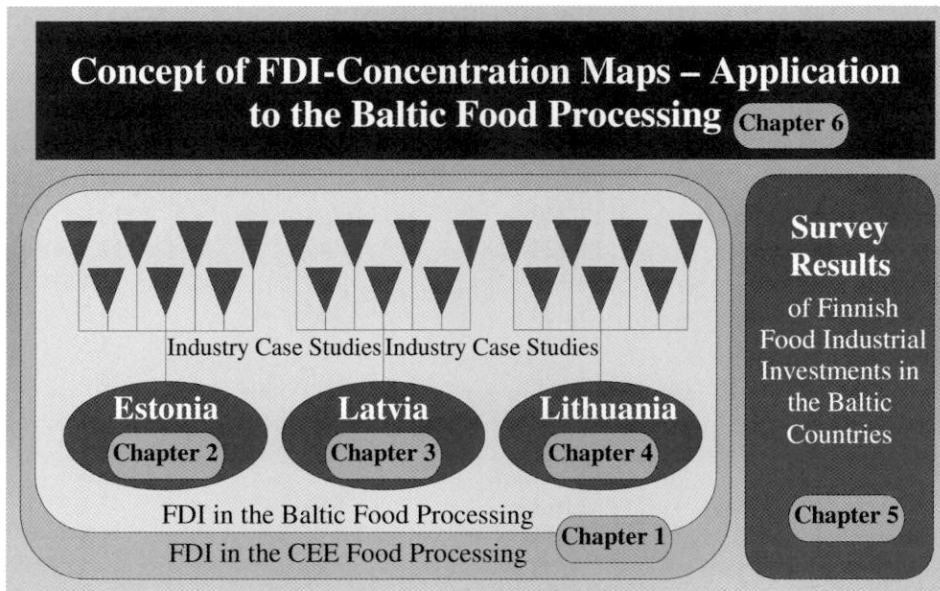 Concept of FDI-Concentration Maps – Application
to the Baltic Food Processing Chapter 6
Industry Case Studies Industry Case Studies
Estonia
Chapter 2
Latvia
Chapter 3
Lithuania
Chapter 4
FDI in the Baltic Food Processing
FDI in the CEE Food Processing
Chapter 1
Survey
Results
of Finnish
Food Industrial
Investments in
the Baltic
Countries
Chapter 5